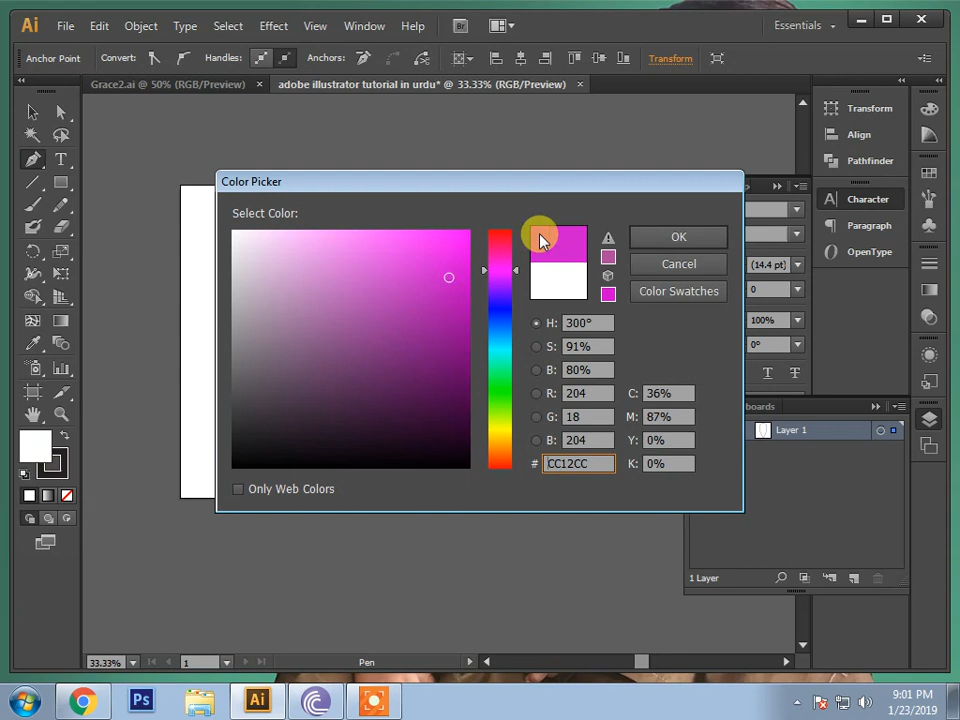 Ai File Edit Object Type Select Effect View Window Help Br Essentials
Anchor Point Convert: Handles: Anchors: Transform
Grace2.ai @ 50% (RGB/Preview) × adobe illustrator tutorial in urdu* @ 33.33% (RGB/Preview) ×
Transform
Align
Pathfinder
Character
Paragraph
OpenType
(14.4 pt)
0
100%
0°
T T
Color Picker
Select Color:
OK
Cancel
Color Swatches
H: 300°
S: 91%
B: 80%
R: 204 C: 36%
G: 18 M: 87%
B: 204 Y: 0%
# CC12CC K: 0%
Only Web Colors
boards
Layer 1
1 Layer
33.33% 1 Pen
Ps Ai
9:01 PM
1/23/2019